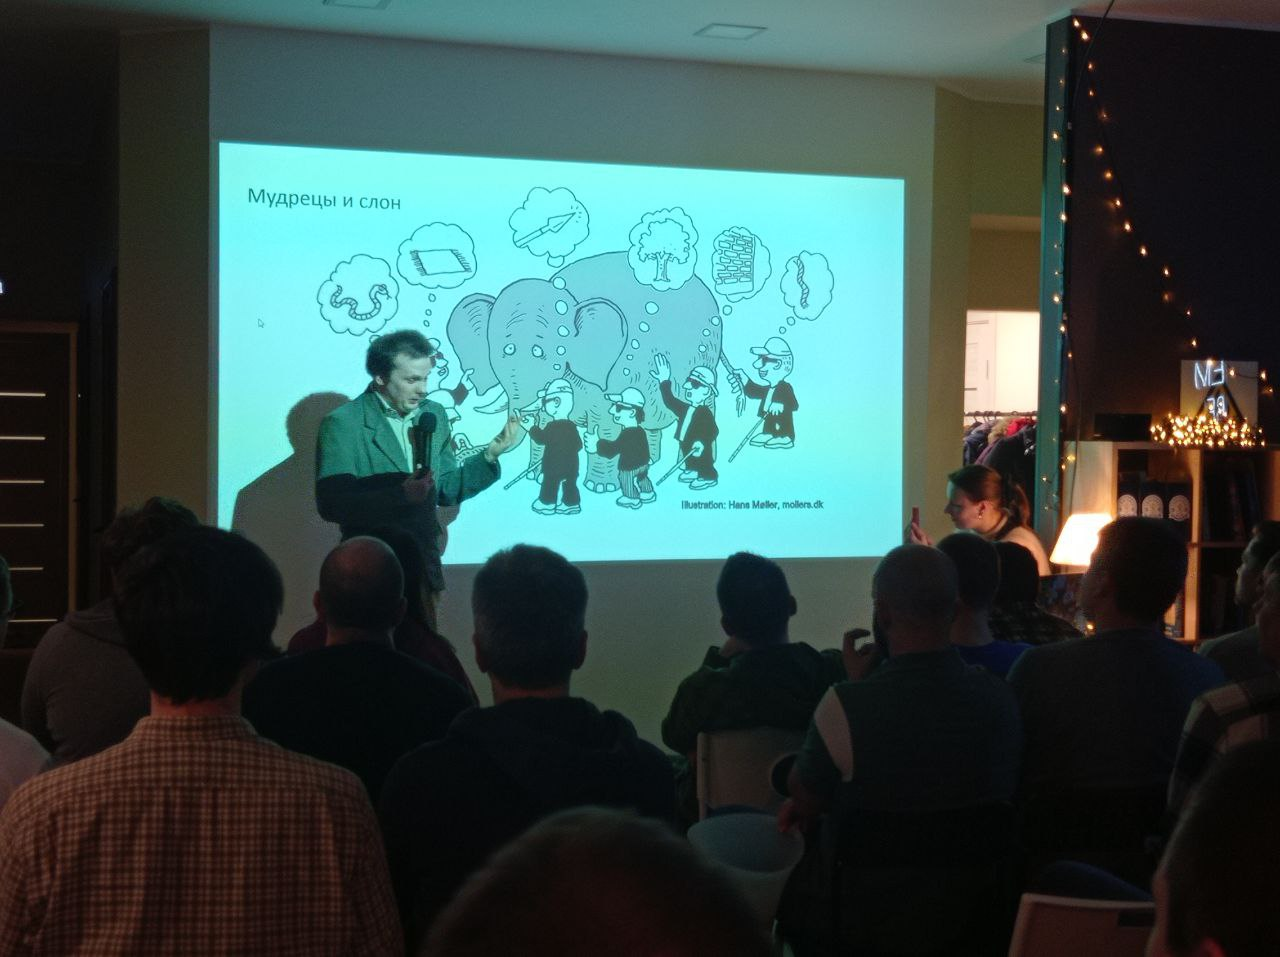 Мудрецы и слон
Illustration: Hans Møller, mollers.dk